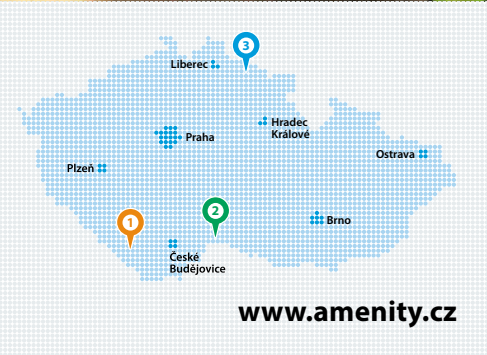 3
Liberec
Hradec
Králové
Praha
Ostrava
Plzeň
1
2
Brno
České
Budějovice
www.amenity.cz